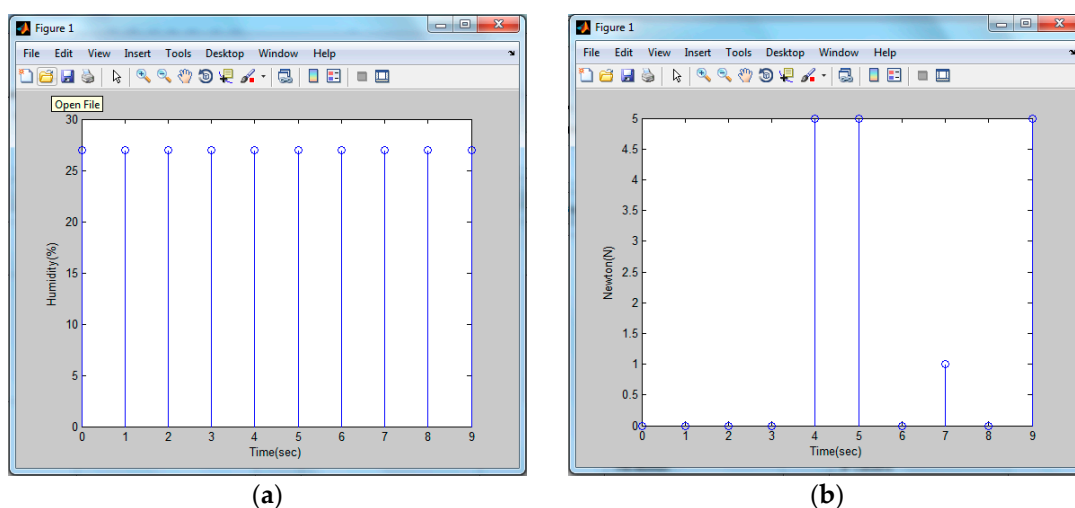 Figure 1
File Edit View Insert Tools Desktop Window Help
Open File
30
25
20
15
10
5
0
Humidity(%)
0 1 2 3 4 5 6 7 8 9
Time(sec)
(a)
Figure 1
File Edit View Insert Tools Desktop Window Help
5
4.5
4
3.5
3
2.5
2
1.5
1
0.5
0
Newton(N)
0 1 2 3 4 5 6 7 8 9
Time(sec)
(b)